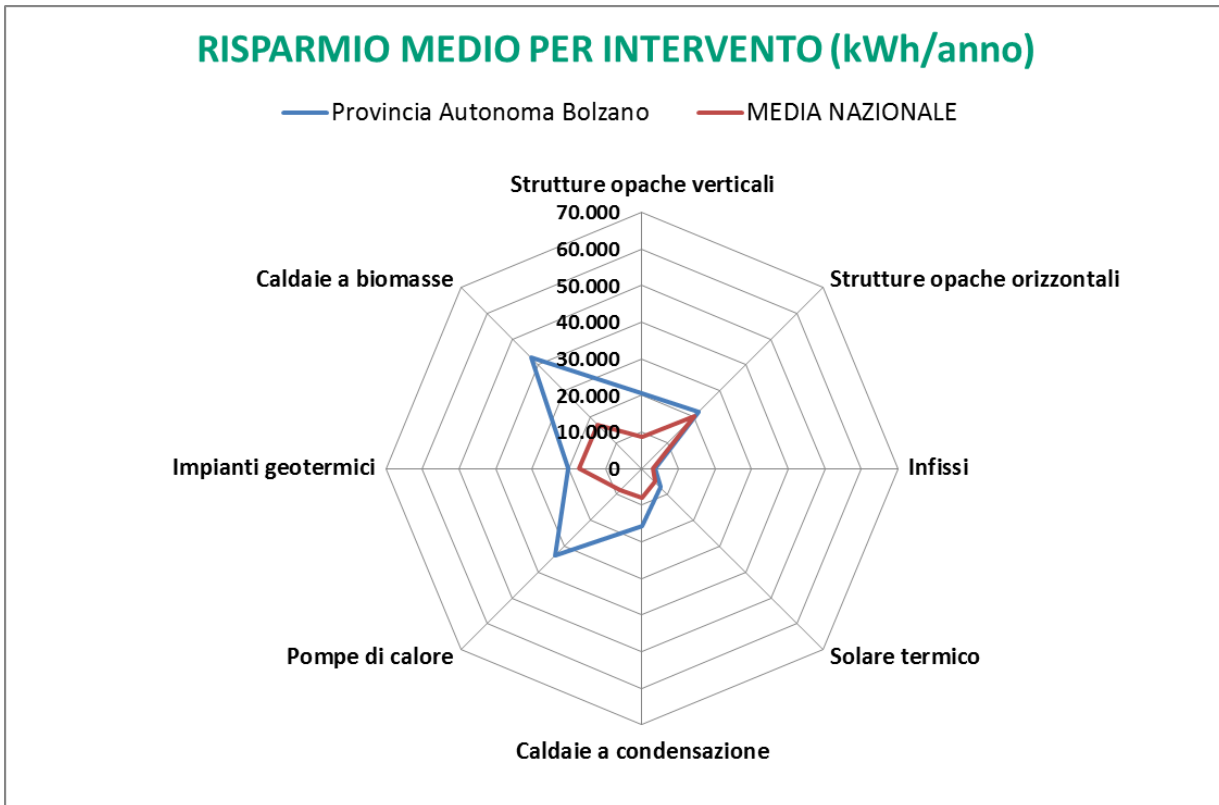 RISPARMIO MEDIO PER INTERVENTO (kWh/anno)
Provincia Autonoma Bolzano
MEDIA NAZIONALE
Strutture opache verticali
70.000
60.000
50.000
40.000
30.000
20.000
10.000
0
Strutture opache orizzontali
Infissi
Solare termico
Caldaie a condensazione
Pompe di calore
Impianti geotermici
Caldaie a biomasse